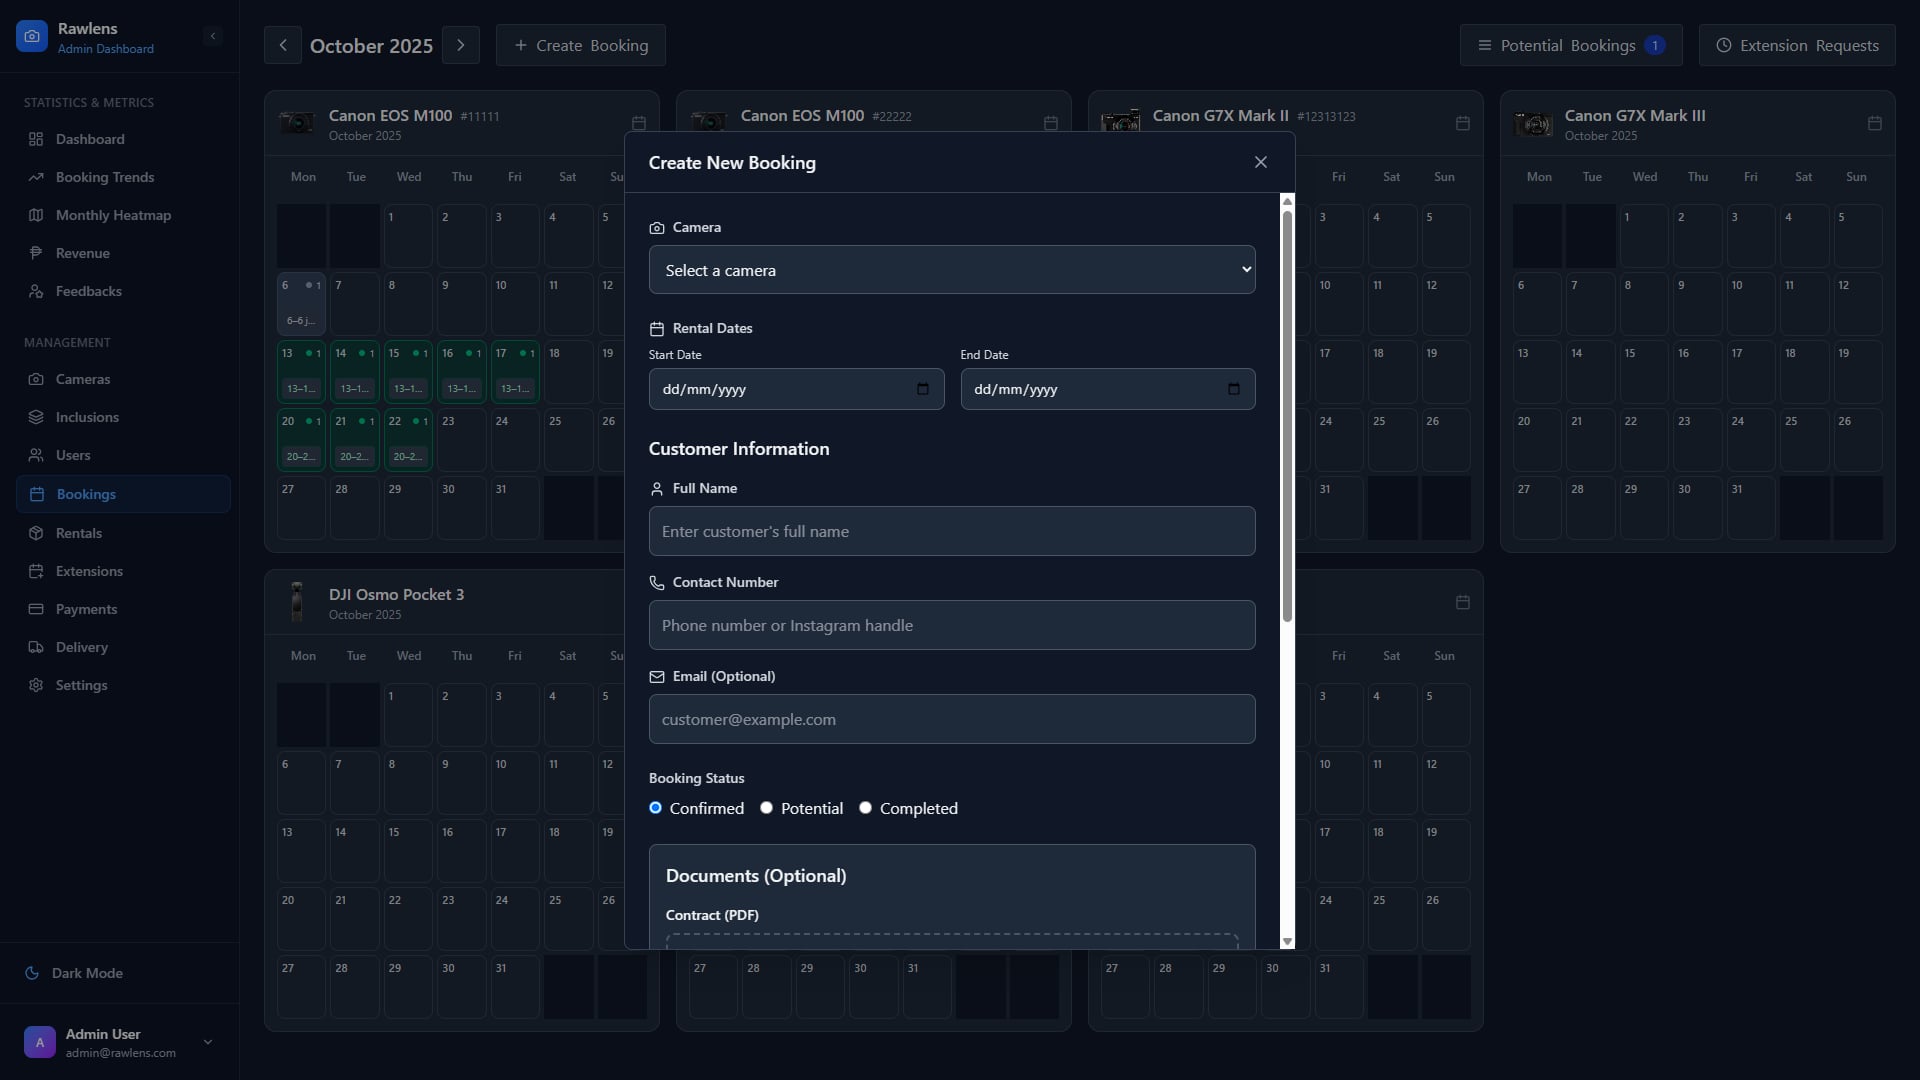 Rawlens
Admin Dashboard
STATISTICS & METRICS
Dashboard
Booking Trends
Monthly Heatmap
Revenue
Feedbacks
MANAGEMENT
Cameras
Inclusions
Users
Bookings
Rentals
Extensions
Payments
Delivery
Settings
Dark Mode
A
Admin User
admin@rawlens.com
October 2025
+ Create Booking
Potential Bookings 1
Extension Requests
Canon EOS M100 #11111
October 2025
Mon Tue Wed Thu Fri Sat Su
1 2 3 4 5
6 1 7 8 9 10 11 12
6–6 j...
13 1 14 1 15 1 16 1 17 1 18 19
13–1... 13–1... 13–1... 13–1... 13–1...
20 1 21 1 22 1 23 24 25 26
20–2... 20–2... 20–2...
27 28 29 30 31
Canon EOS M100 #22222
Canon G7X Mark II #12313123
Fri Sat Sun
3 4 5
10 11 12
17 18 19
24 25 26
31
Canon G7X Mark III
October 2025
Mon Tue Wed Thu Fri Sat Sun
1 2 3 4 5
6 7 8 9 10 11 12
13 14 15 16 17 18 19
20 21 22 23 24 25 26
27 28 29 30 31
DJI Osmo Pocket 3
October 2025
Mon Tue Wed Thu Fri Sat Su
1 2 3 4 5
6 7 8 9 10 11 12
13 14 15 16 17 18 19
20 21 22 23 24 25 26
27 28 29 30 31
27 28 29 30 31
Fri Sat Sun
3 4 5
10 11 12
17 18 19
24 25 26
27 28 29 30 31
Create New Booking
Camera
Select a camera
Rental Dates
Start Date
End Date
dd/mm/yyyy
dd/mm/yyyy
Customer Information
Full Name
Enter customer's full name
Contact Number
Phone number or Instagram handle
Email (Optional)
customer@example.com
Booking Status
Confirmed Potential Completed
Documents (Optional)
Contract (PDF)